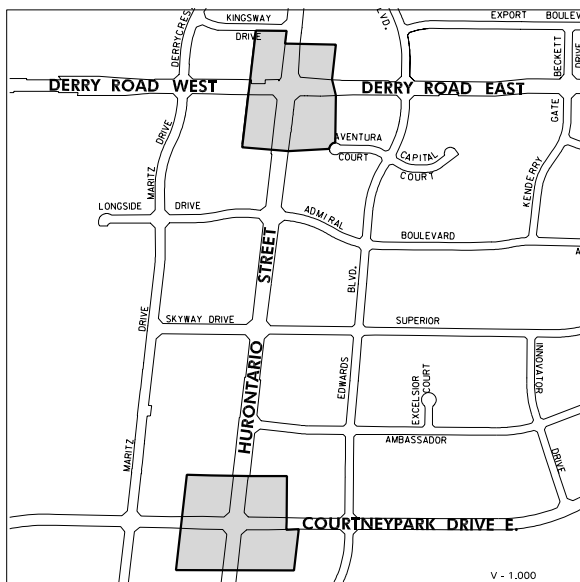 KINGSWAY
DRIVE
DERRYCRES
BLVD.
EXPORT BOULEV
BECKETT
DRIVE
DERRY ROAD WEST
DERRY ROAD EAST
GATE
DRIVE
AVENTURA
COURT
CAPITAL
COURT
KENDERRY
MARITZ
LONGSIDE
DRIVE
ADMIRAL
BOULEVARD
A
STREET
BLVD.
DRIVE
SKYWAY DRIVE
SUPERIOR
HURONTARIO
EDWARDS
EXCELSIOR
COURT
INNOVATOR
AMBASSADOR
MARITZ
DRIVE
COURTNEYPARK DRIVE E.
V - 1.000